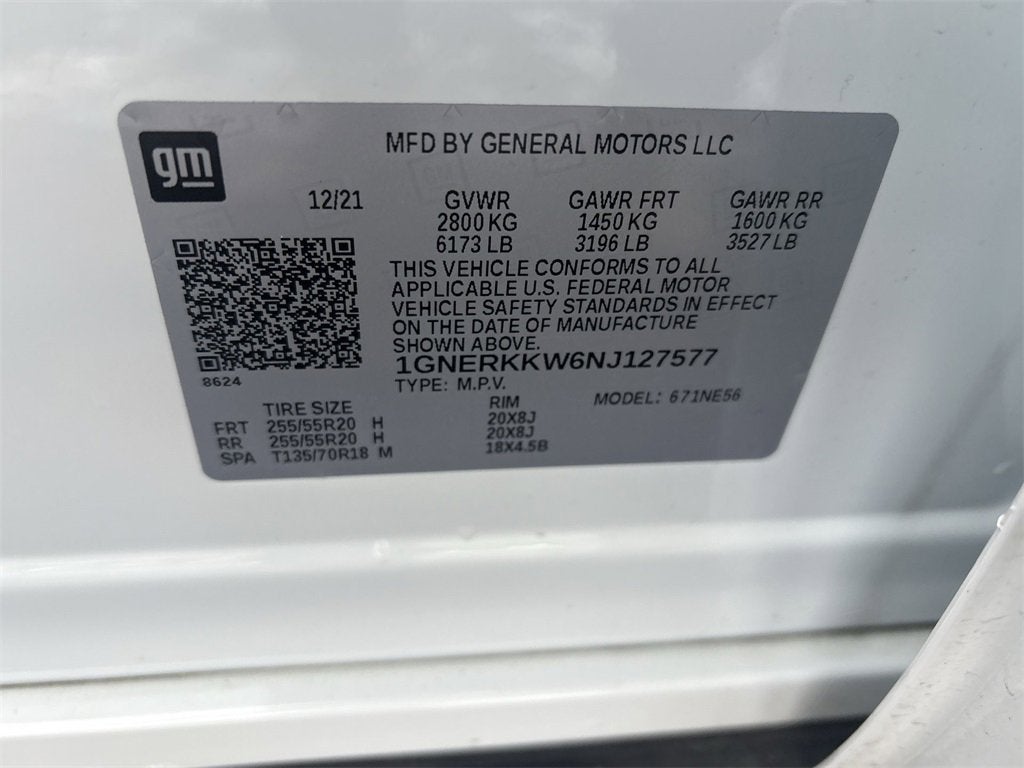 gm
MFD BY GENERAL MOTORS LLC
12/21 GVWR GAWR FRT GAWR RR
2800 KG 1450 KG 1600 KG
6173 LB 3196 LB 3527 LB
THIS VEHICLE CONFORMS TO ALL
APPLICABLE U.S. FEDERAL MOTOR
VEHICLE SAFETY STANDARDS IN EFFECT
ON THE DATE OF MANUFACTURE
SHOWN ABOVE.
8624
1GNERKKW6NJ127577
TYPE: M.P.V. MODEL: 671NE56
TIRE SIZE RIM
FRT 255/55R20 H 20X8J
RR 255/55R20 H 20X8J
SPA T135/70R18 M 18X4.5B